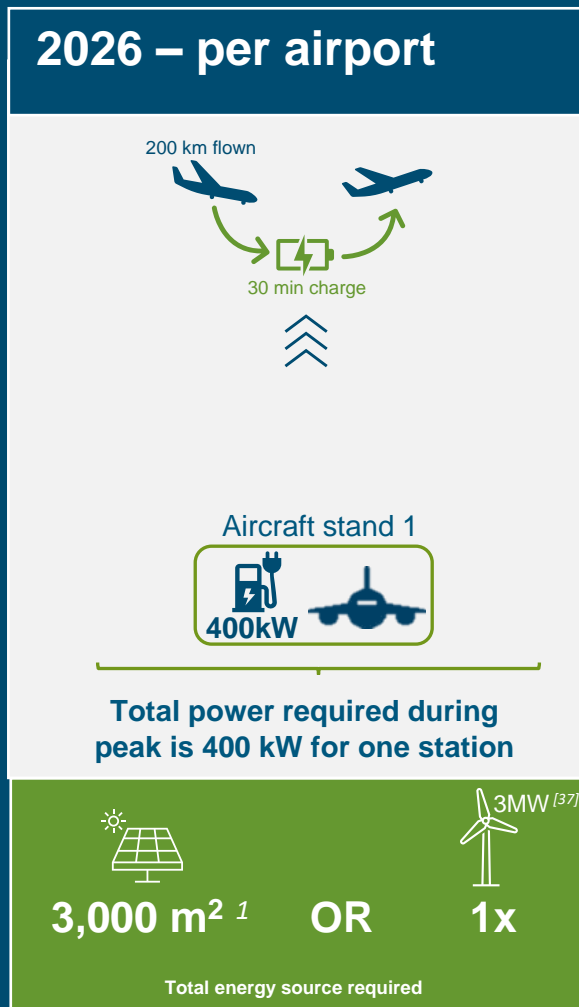 2026 – per airport
200 km flown
30 min charge
Aircraft stand 1
400kW
Total power required during
peak is 400 kW for one station
3MW [37]
3,000 m² 1 OR 1x
Total energy source required